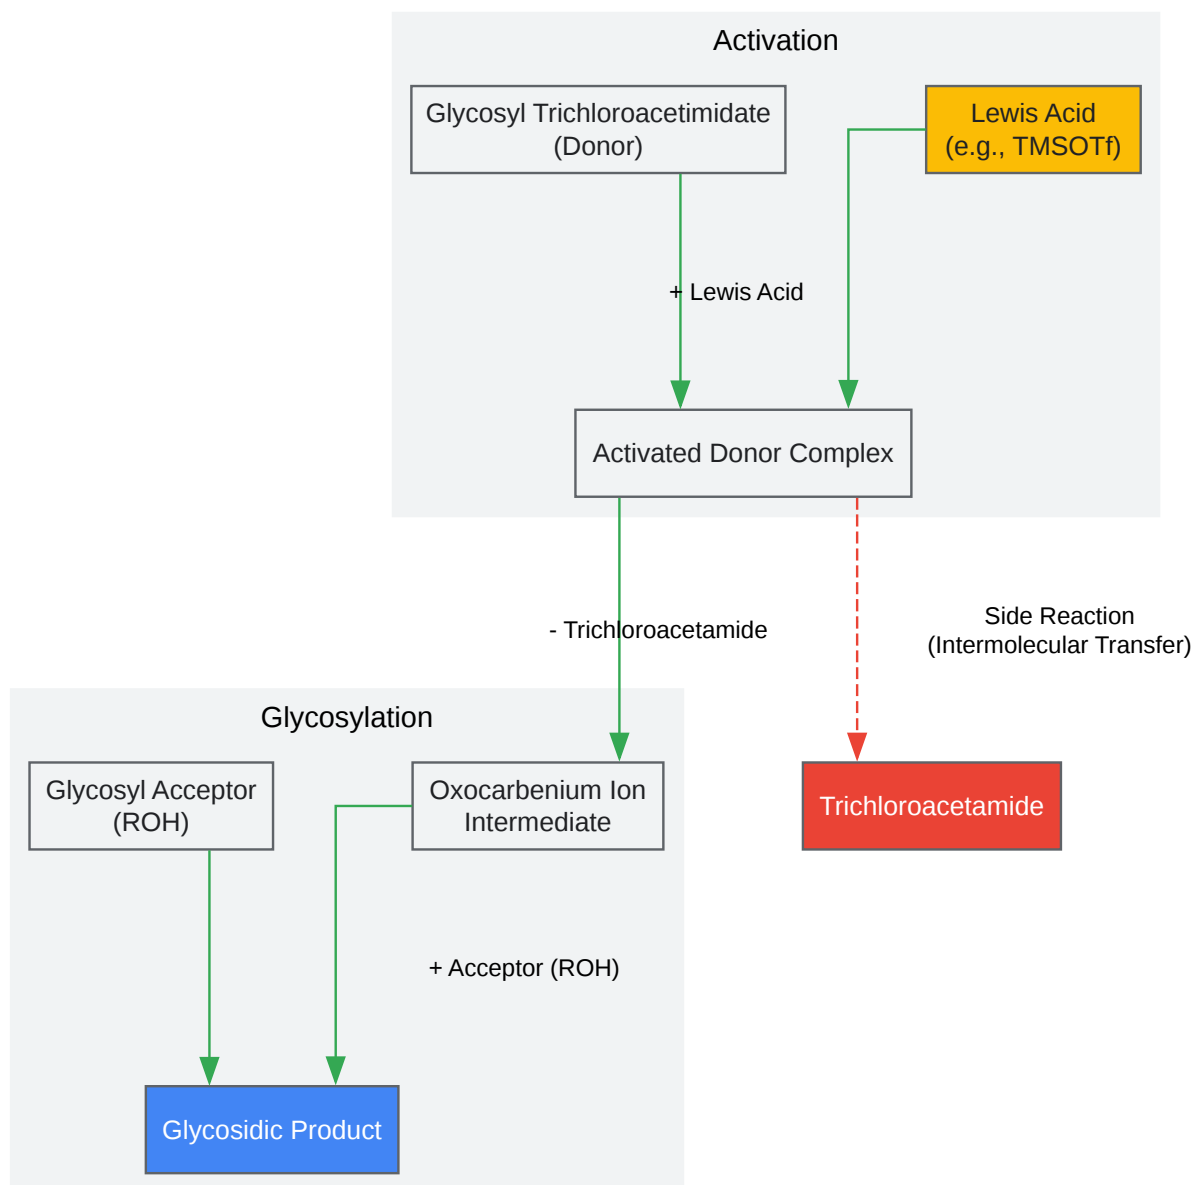 Activation
Glycosyl Trichloroacetimidate
(Donor)
Lewis Acid
(e.g., TMSOTf)
+ Lewis Acid
Activated Donor Complex
- Trichloroacetamide
Side Reaction
(Intermolecular Transfer)
Glycosylation
Glycosyl Acceptor
(ROH)
Oxocarbenium Ion
Intermediate
Trichloroacetamide
+ Acceptor (ROH)
Glycosidic Product